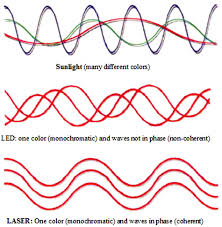 Sunlight (many different colors)
LED: one color (monochromatic) and waves not in phase (non-coherent)
LASER: One color (monochromatic) and waves in phase (coherent)